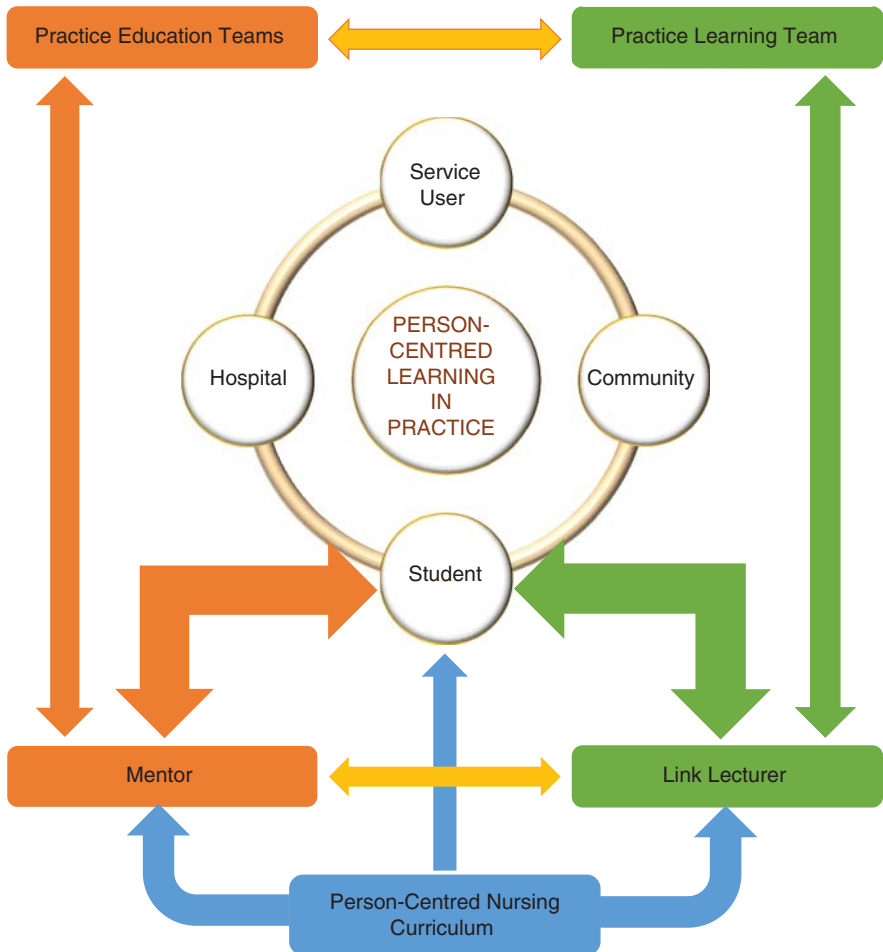 Practice Education Teams
Practice Learning Team
Service
User
PERSON-
CENTRED
LEARNING
IN
PRACTICE
Hospital
Community
Student
Mentor
Link Lecturer
Person-Centred Nursing
Curriculum